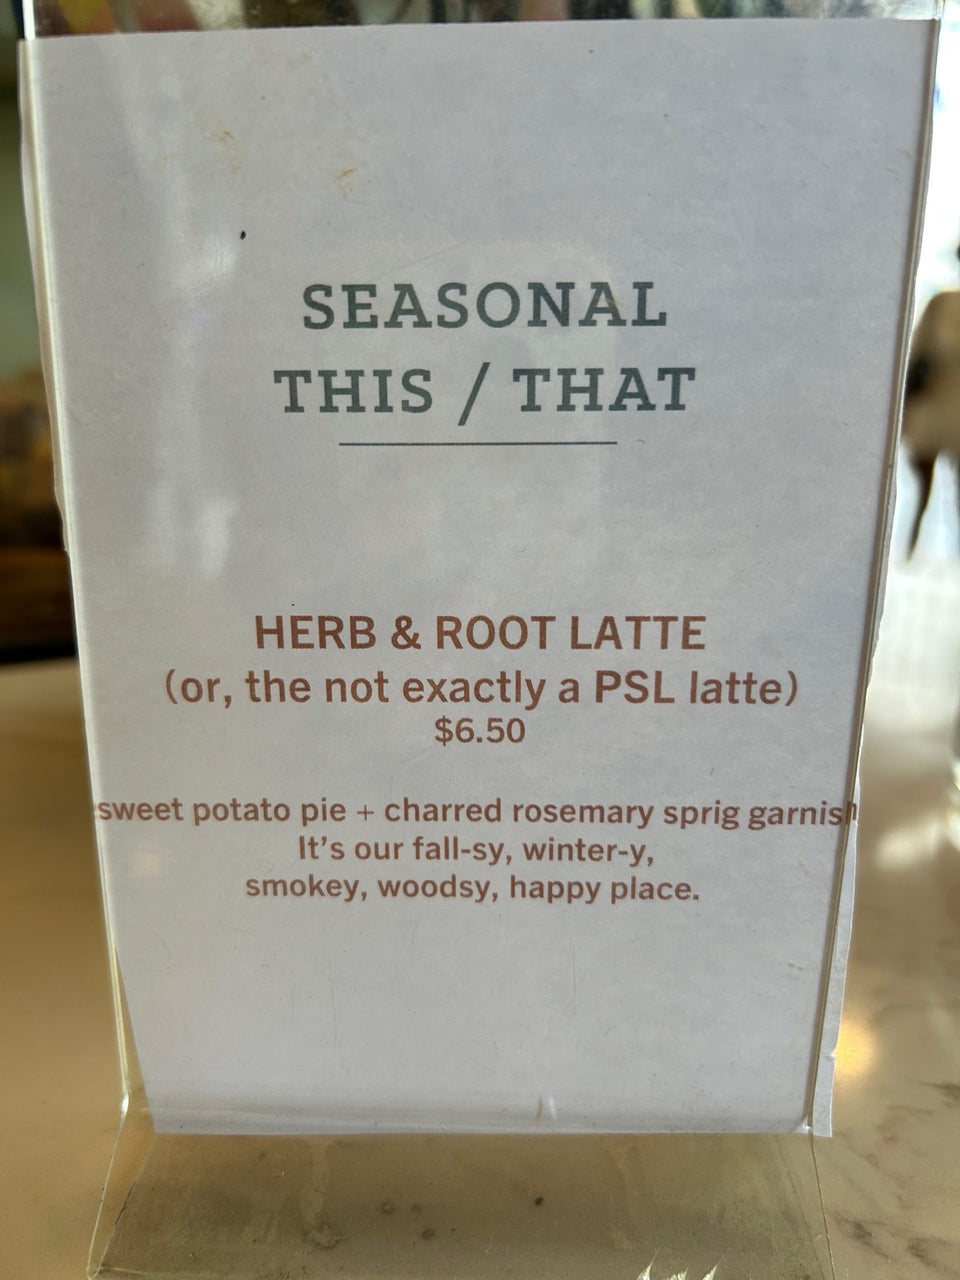 SEASONAL
THIS / THAT
HERB & ROOT LATTE
(or, the not exactly a PSL latte)
$6.50
sweet potato pie + charred rosemary sprig garnish
It's our fall-sy, winter-y,
smokey, woodsy, happy place.